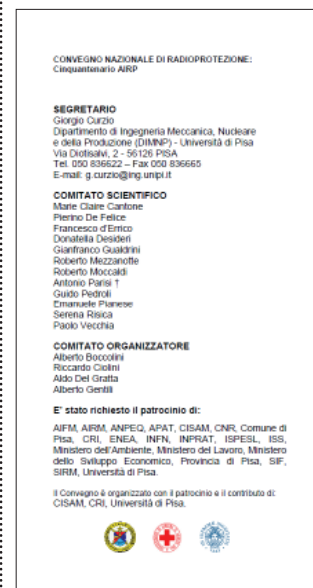 CONVEGNO NAZIONALE DI RADIOPROTEZIONE:
Cinquantenario AIRP
SEGRETARIO
Giorgio Curzio
Dipartimento di Ingegneria Meccanica, Nucleare
e della Produzione (DIMNP) - Università di Pisa
Via Diotisalvi, 2 - 56126 PISA
Tel. 050 836622 – Fax 050 836665
E-mail: g.curzio@ing.unipi.it
COMITATO SCIENTIFICO
Marie Claire Cantone
Pierino De Felice
Francesco d'Errico
Donatella Desideri
Gianfranco Gualdrini
Roberto Mezzanotte
Roberto Moccaldi
Antonio Parisi †
Guido Pedroli
Emanuele Pianese
Serena Risica
Paolo Vecchia
COMITATO ORGANIZZATORE
Alberto Boccolini
Riccardo Ciolini
Aldo Del Gratta
Alberto Gentili
E' stato richiesto il patrocinio di:
AIFM, AIRM, ANPEQ, APAT, CISAM, CNR, Comune di
Pisa, CRI, ENEA, INFN, INPRAT, ISPESL, ISS,
Ministero dell'Ambiente, Ministero del Lavoro, Ministero
dello Sviluppo Economico, Provincia di Pisa, SIF,
SIRM, Università di Pisa.
Il Convegno è organizzato con il patrocinio e il contributo di:
CISAM, CRI, Università di Pisa.